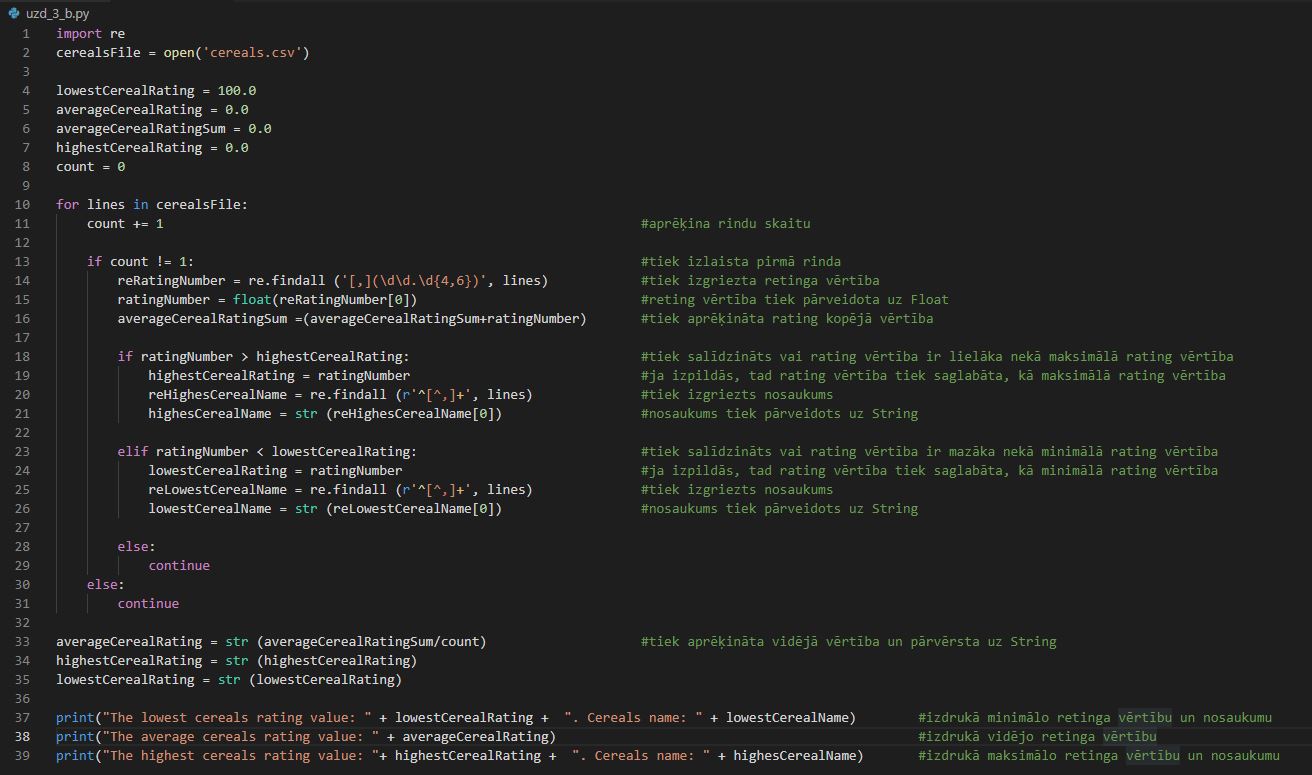 uzd_3_b.py
1 import re
2 cerealsFile = open('cereals.csv')
3
4 lowestCerealRating = 100.0
5 averageCerealRating = 0.0
6 averageCerealRatingSum = 0.0
7 highestCerealRating = 0.0
8 count = 0
9
10 for lines in cerealsFile:
11     count += 1 #aprēķina rindu skaitu
12
13     if count != 1: #tiek izlaista pirmā rinda
14         reRatingNumber = re.findall ('[,](\d\d.\d{4,6})', lines) #tiek izgriezta retinga vērtība
15         ratingNumber = float(reRatingNumber[0]) #reting vērtība tiek pārveidota uz Float
16         averageCerealRatingSum =(averageCerealRatingSum+ratingNumber) #tiek aprēķināta rating kopējā vērtība
17
18         if ratingNumber > highestCerealRating: #tiek salīdzināts vai rating vērtība ir lielāka nekā maksimālā rating vērtība
19             highestCerealRating = ratingNumber #ja izpildās, tad rating vērtība tiek saglabāta, kā maksimālā rating vērtība
20             reHighesCerealName = re.findall (r'^[^,]+', lines) #tiek izgriezts nosaukums
21             highesCerealName = str (reHighesCerealName[0]) #nosaukums tiek pārveidots uz String
22
23         elif ratingNumber < lowestCerealRating: #tiek salīdzināts vai rating vērtība ir mazāka nekā minimālā rating vērtība
24             lowestCerealRating = ratingNumber #ja izpildās, tad rating vērtība tiek saglabāta, kā minimālā rating vērtība
25             reLowestCerealName = re.findall (r'^[^,]+', lines) #tiek izgriezts nosaukums
26             lowestCerealName = str (reLowestCerealName[0]) #nosaukums tiek pārveidots uz String
27
28         else:
29             continue
30     else:
31         continue
32
33 averageCerealRating = str (averageCerealRatingSum/count) #tiek aprēķināta vidējā vērtība un pārvērsta uz String
34 highestCerealRating = str (highestCerealRating)
35 lowestCerealRating = str (lowestCerealRating)
36
37 print("The lowest cereals rating value: " + lowestCerealRating +  ". Cereals name: " + lowestCerealName) #izdrukā minimālo retinga vērtību un nosaukumu
38 print("The average cereals rating value: " + averageCerealRating) #izdrukā vidējo retinga vērtību
39 print("The highest cereals rating value: "+ highestCerealRating +  ". Cereals name: " + highesCerealName) #izdrukā maksimālo retinga vērtību un nosaukumu